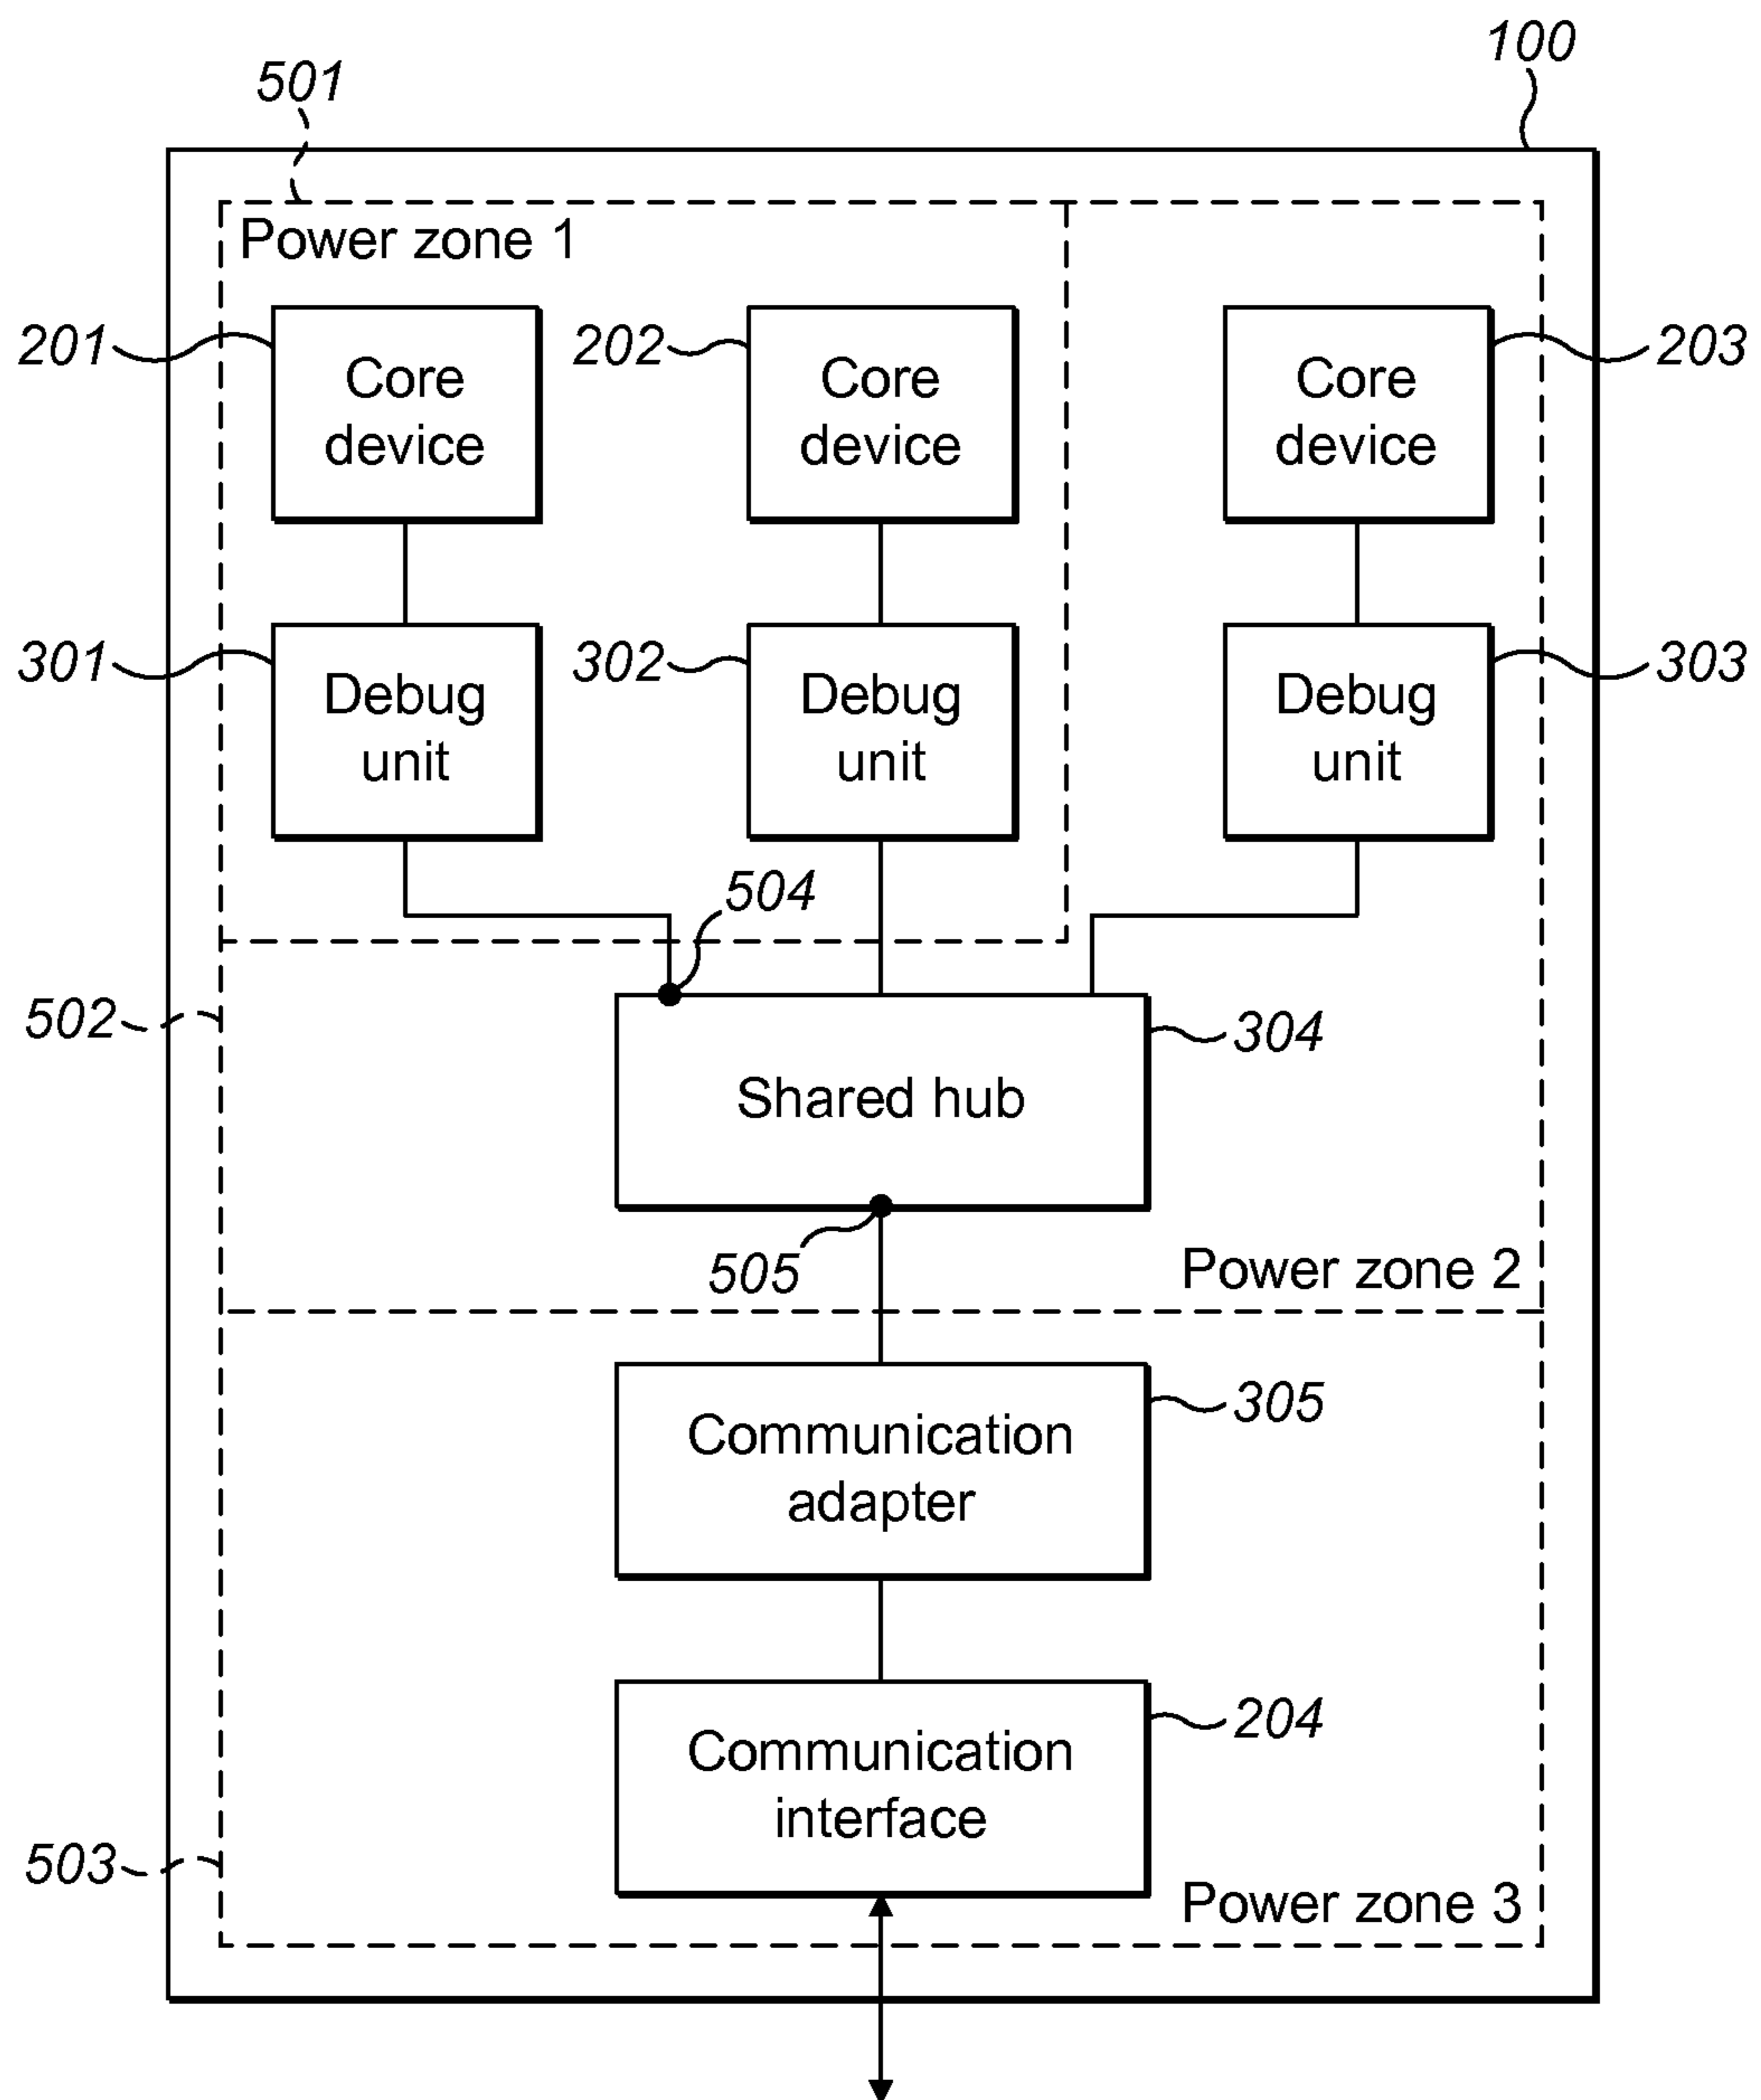 100
501
Power zone 1
201
Core
device
202
Core
device
203
Core
device
301
Debug
unit
302
Debug
unit
303
Debug
unit
504
502
304
Shared hub
505
Power zone 2
305
Communication
adapter
204
Communication
interface
503
Power zone 3